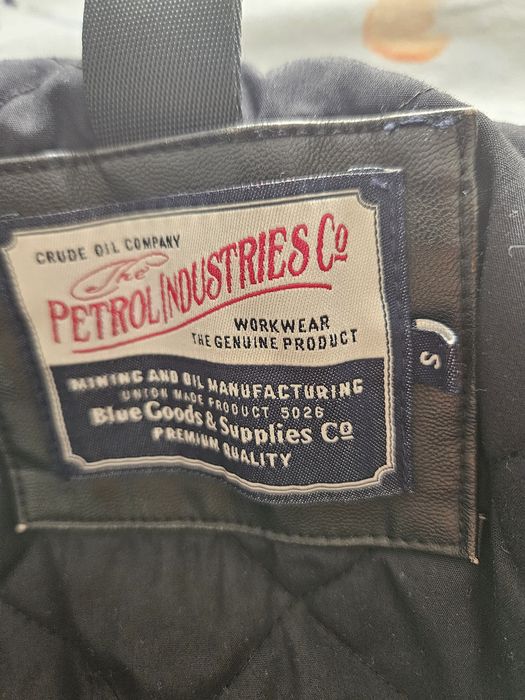 CRUDE OIL COMPANY
The
PETROL INDUSTRIES Co
WORKWEAR
THE GENUINE PRODUCT
MINING AND OIL MANUFACTURING
UNION MADE PRODUCT 5026
Blue Goods & Supplies Co
PREMIUM QUALITY
S